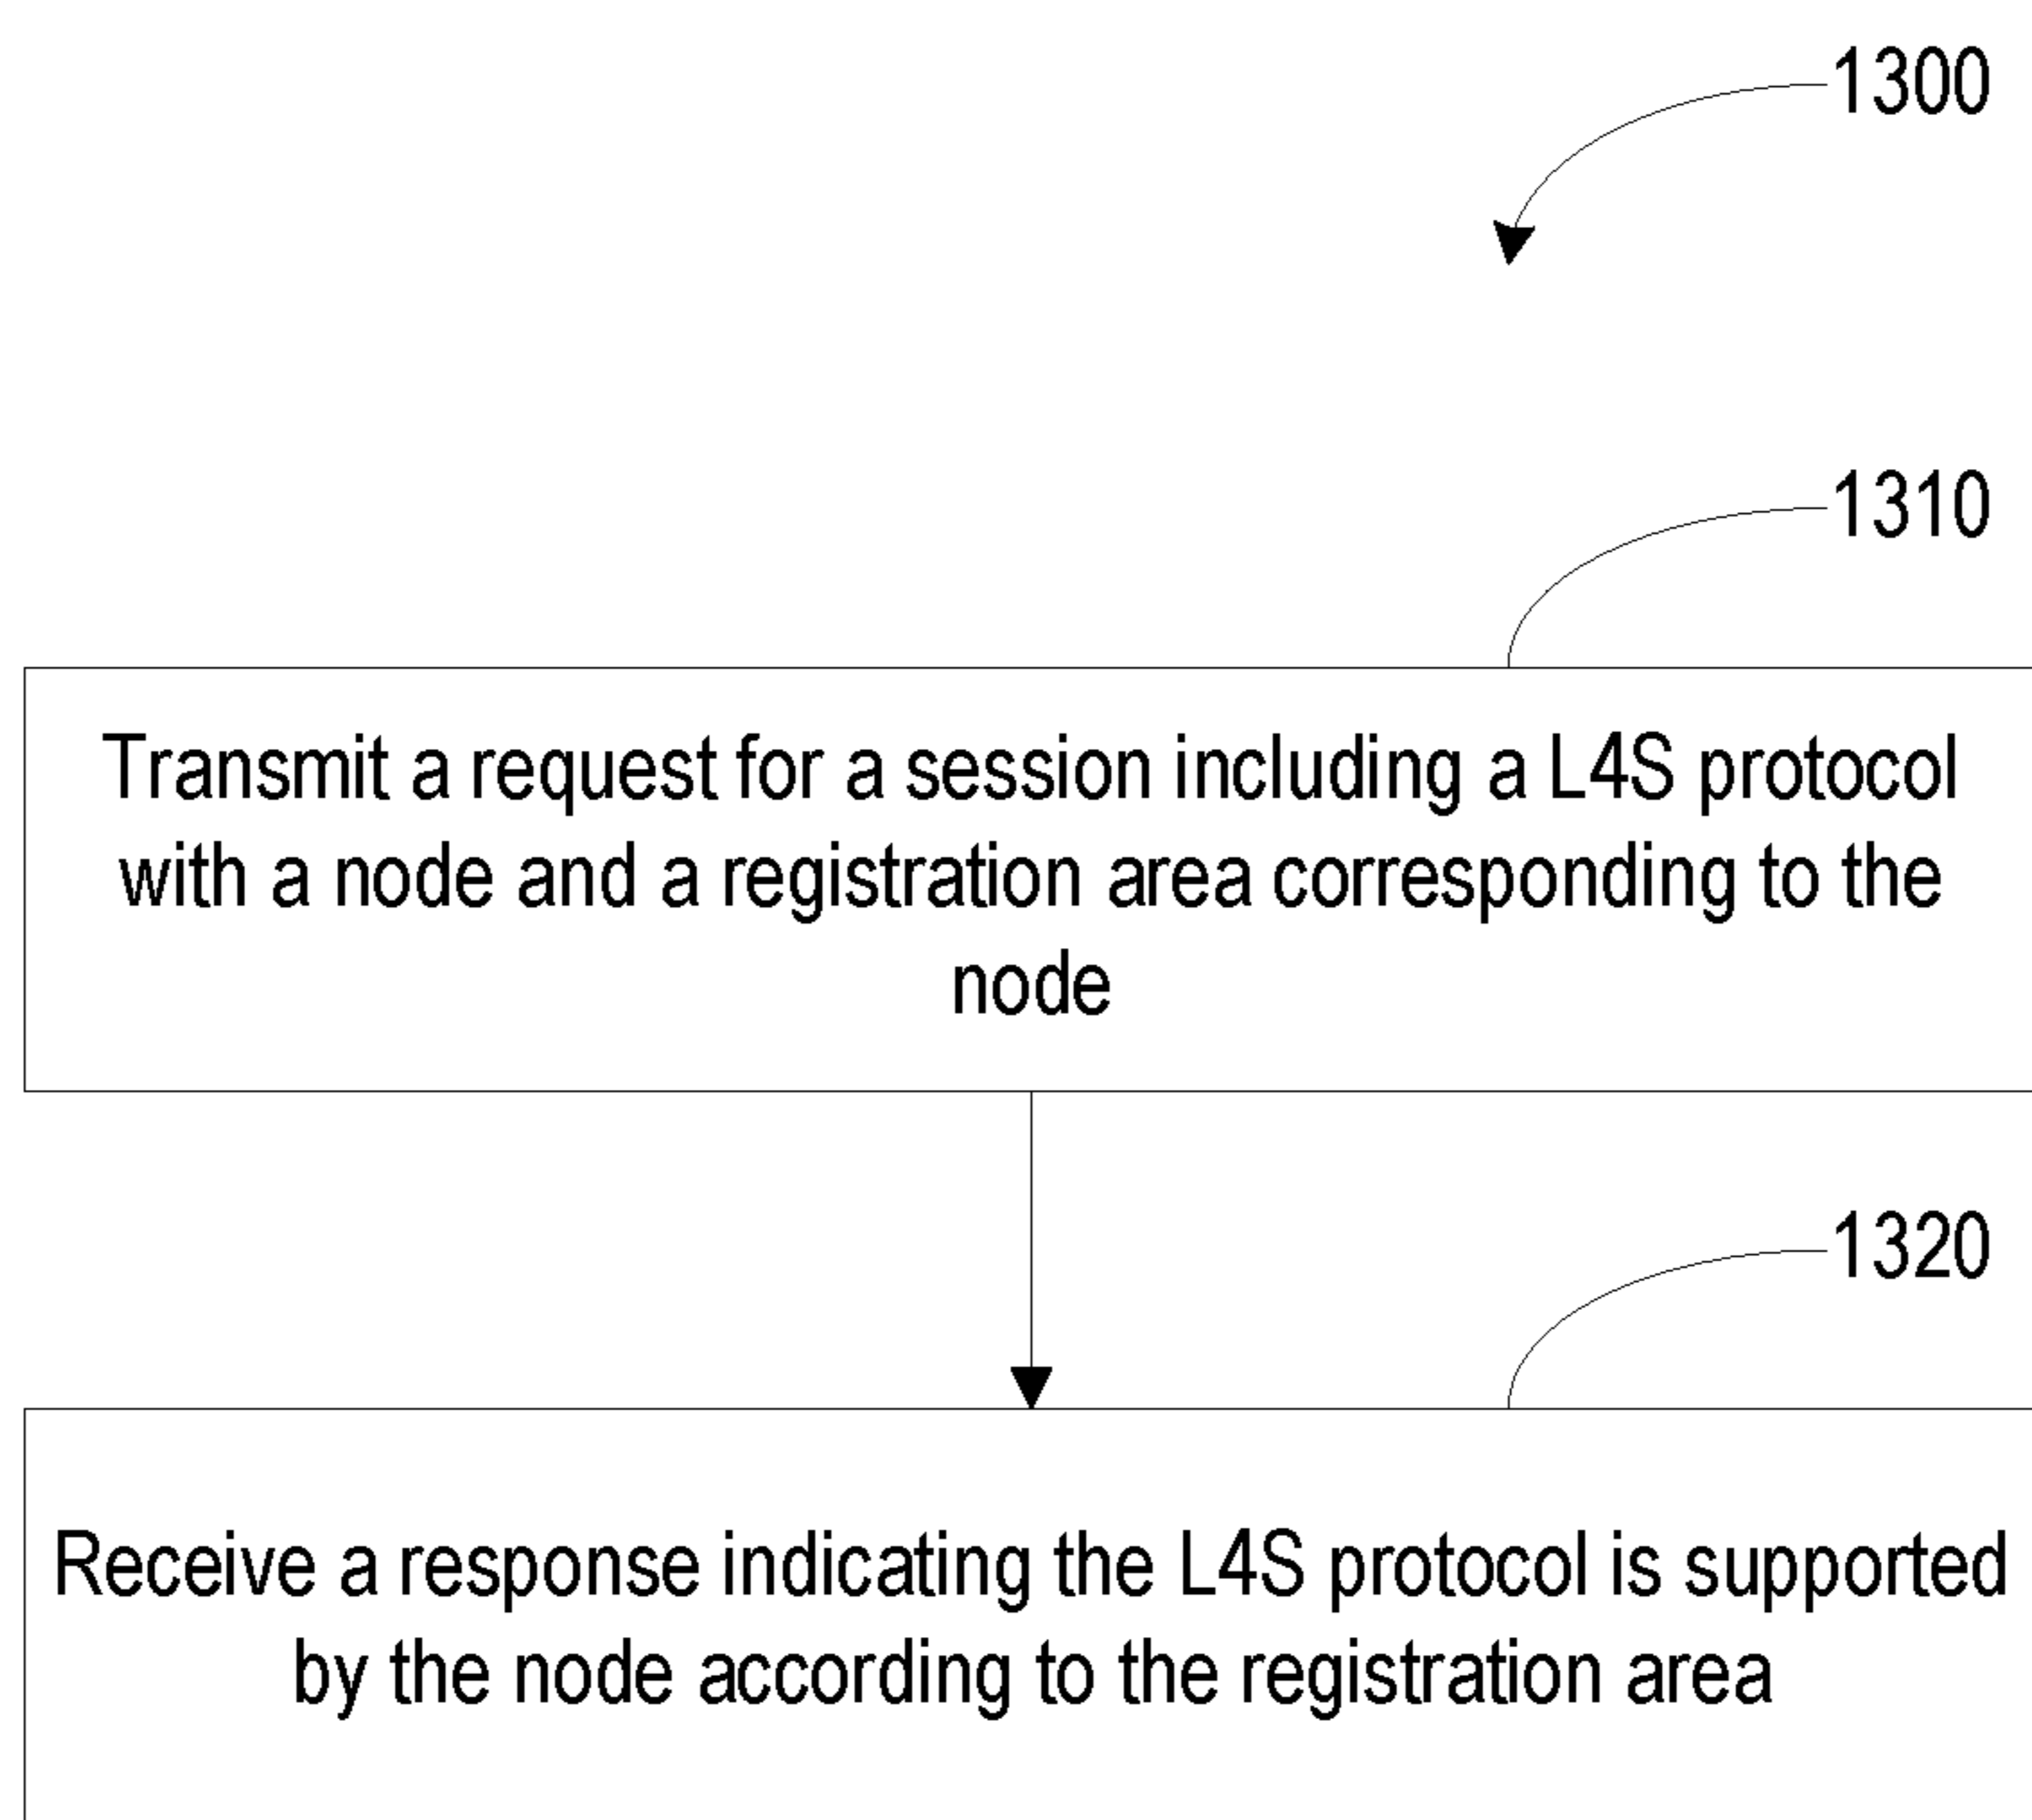 1300
1310
Transmit a request for a session including a L4S protocol
with a node and a registration area corresponding to the
node
1320
Receive a response indicating the L4S protocol is supported
by the node according to the registration area